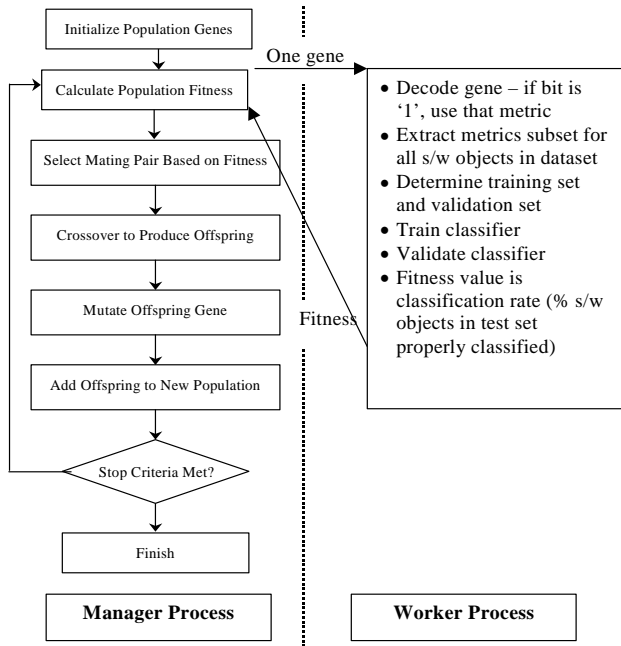 Initialize Population Genes
One gene
Calculate Population Fitness
Select Mating Pair Based on Fitness
Crossover to Produce Offspring
Mutate Offspring Gene
Add Offspring to New Population
Stop Criteria Met?
Finish
Manager Process
Fitness
• Decode gene – if bit is
‘1’, use that metric
• Extract metrics subset for
all s/w objects in dataset
• Determine training set
and validation set
• Train classifier
• Validate classifier
• Fitness value is
classification rate (% s/w
objects in test set
properly classified)
Worker Process